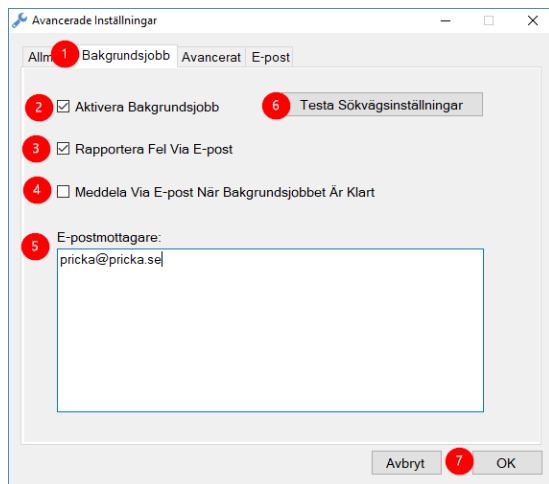 Avancerade Inställningar
Allm 1 Bakgrundsjobb Avancerat E-post
2 Aktivera Bakgrundsjobb 6 Testa Sökvägsinställningar
3 Rapportera Fel Via E-post
4 Meddela Via E-post När Bakgrundsjobbet Är Klart
E-postmottagare:
5 pricka@pricka.se
Avbryt 7 OK